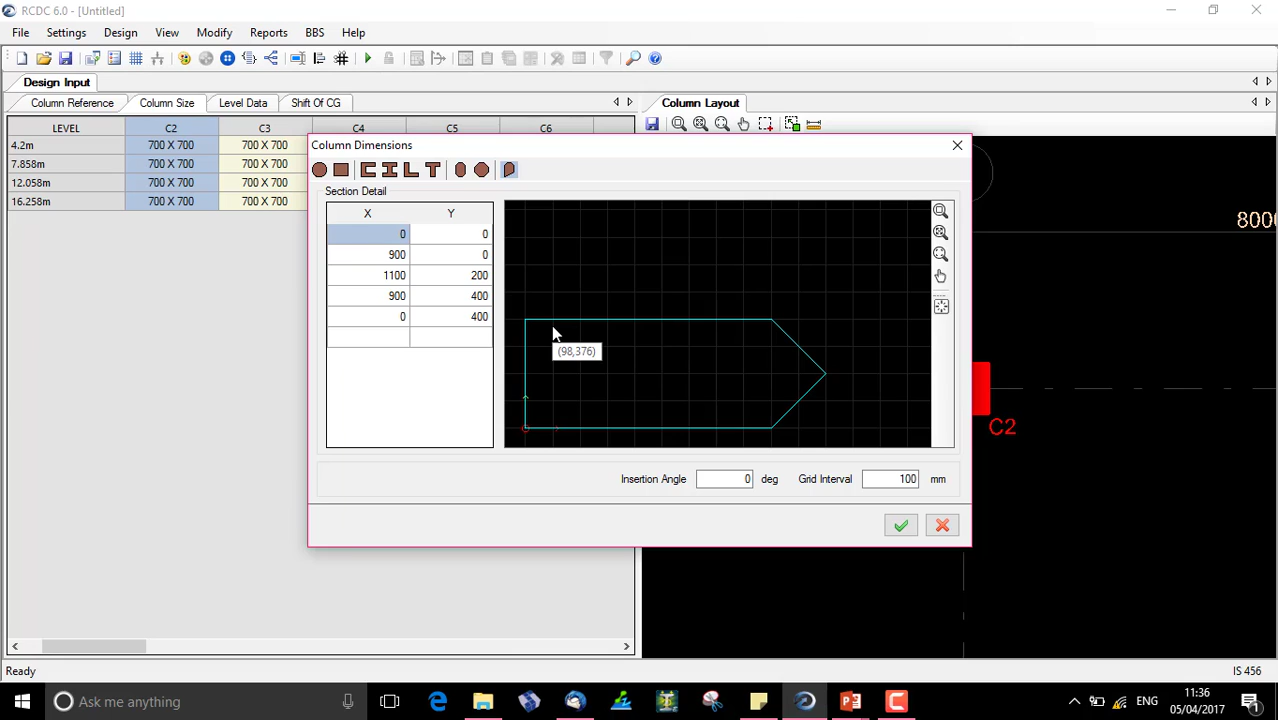 RCDC 6.0 - [Untitled]
File Settings Design View Modify Reports BBS Help
Design Input
Column Reference Column Size Level Data Shift Of CG
Column Layout
LEVEL C2 C3 C4 C5 C6
4.2m 700 X 700 700 X 700
7.858m 700 X 700 700 X 700
12.058m 700 X 700 700 X 700
16.258m 700 X 700 700 X 700
Column Dimensions
Section Detail
X Y
0 0
900 0
1100 200
900 400
0 400
(98,376)
Insertion Angle 0 deg Grid Interval 100 mm
8000
C2
Ready IS 456
Ask me anything
ENG
11:36
05/04/2017
1